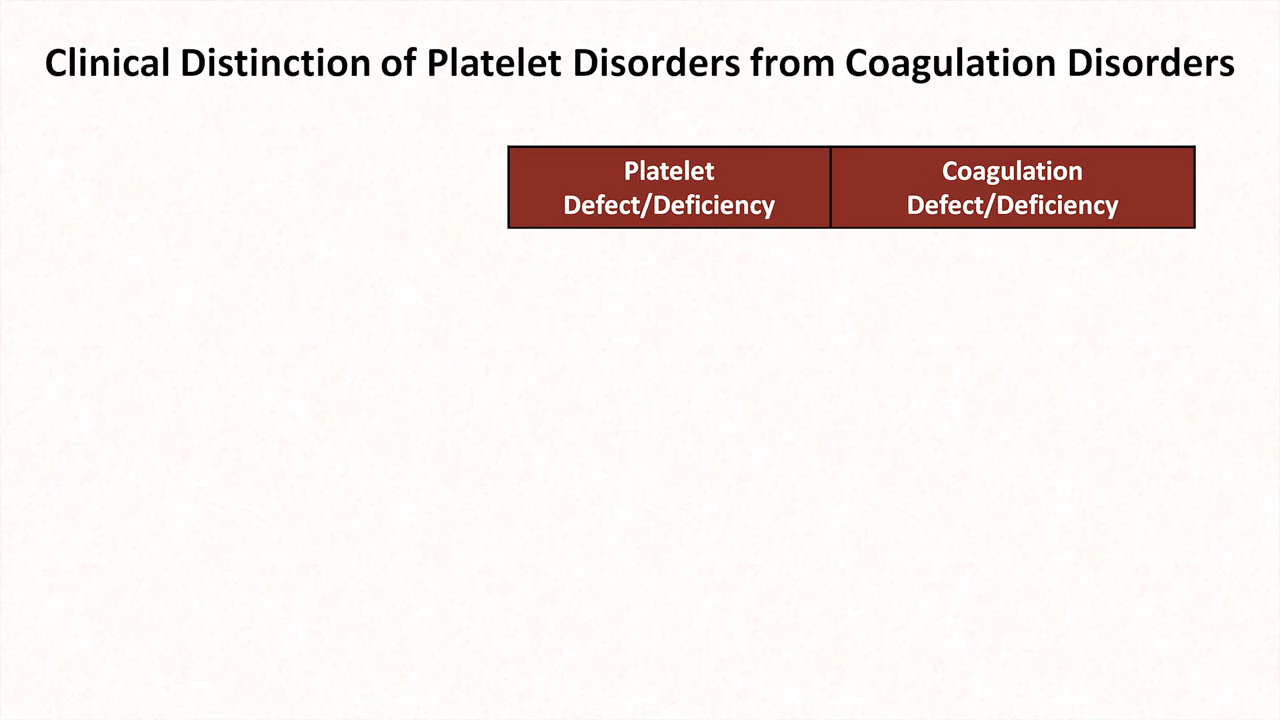 Clinical Distinction of Platelet Disorders from Coagulation Disorders
Platelet
Defect/Deficiency
Coagulation
Defect/Deficiency